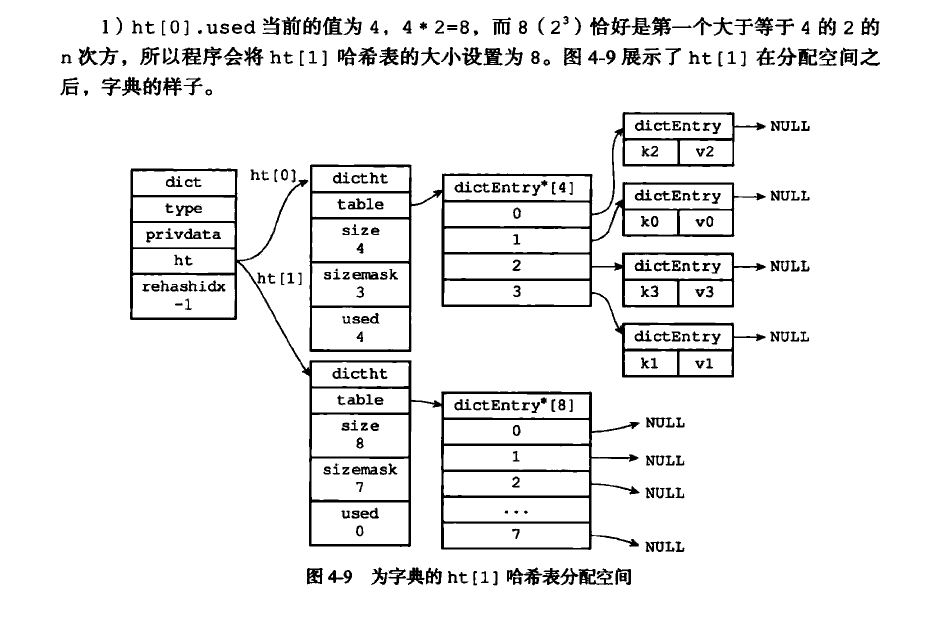 1）ht[0].used 当前的值为 4，4*2=8，而 8（2³）恰好是第一个大于等于 4 的 2 的
n 次方，所以程序会将 ht[1] 哈希表的大小设置为 8。图 4-9 展示了 ht[1] 在分配空间之
后，字典的样子。
dict
type
privdata
ht
rehashidx
-1
ht[0]
ht[1]
dictht
table
size
4
sizemask
3
used
4
dictEntry*[4]
0
1
2
3
dictEntry
k2 v2
NULL
dictEntry
k0 v0
NULL
dictEntry
k3 v3
NULL
dictEntry
k1 v1
NULL
dictht
table
size
8
sizemask
7
used
0
dictEntry*[8]
0
1
2
...
7
NULL
NULL
NULL
NULL
图 4-9 为字典的 ht[1] 哈希表分配空间